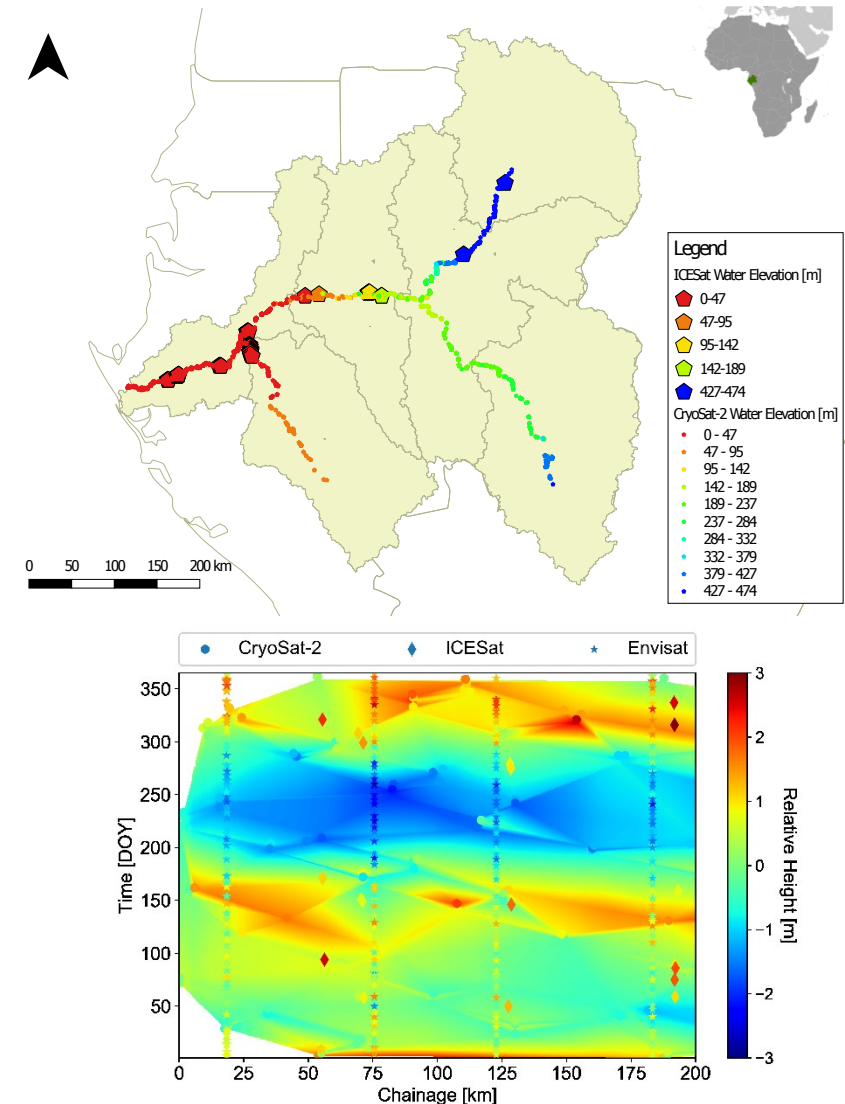 Legend
ICESat Water Elevation [m]
0-47
47-95
95-142
142-189
427-474
CryoSat-2 Water Elevation [m]
0 - 47
47 - 95
95 - 142
142 - 189
189 - 237
237 - 284
284 - 332
332 - 379
379 - 427
427 - 474
0 50 100 150 200 km
CryoSat-2 ICESat Envisat
350
300
250
200
150
100
50
Time [DOY]
0 25 50 75 100 125 150 175 200
Chainage [km]
3
2
1
0
−1
−2
−3
Relative Height [m]